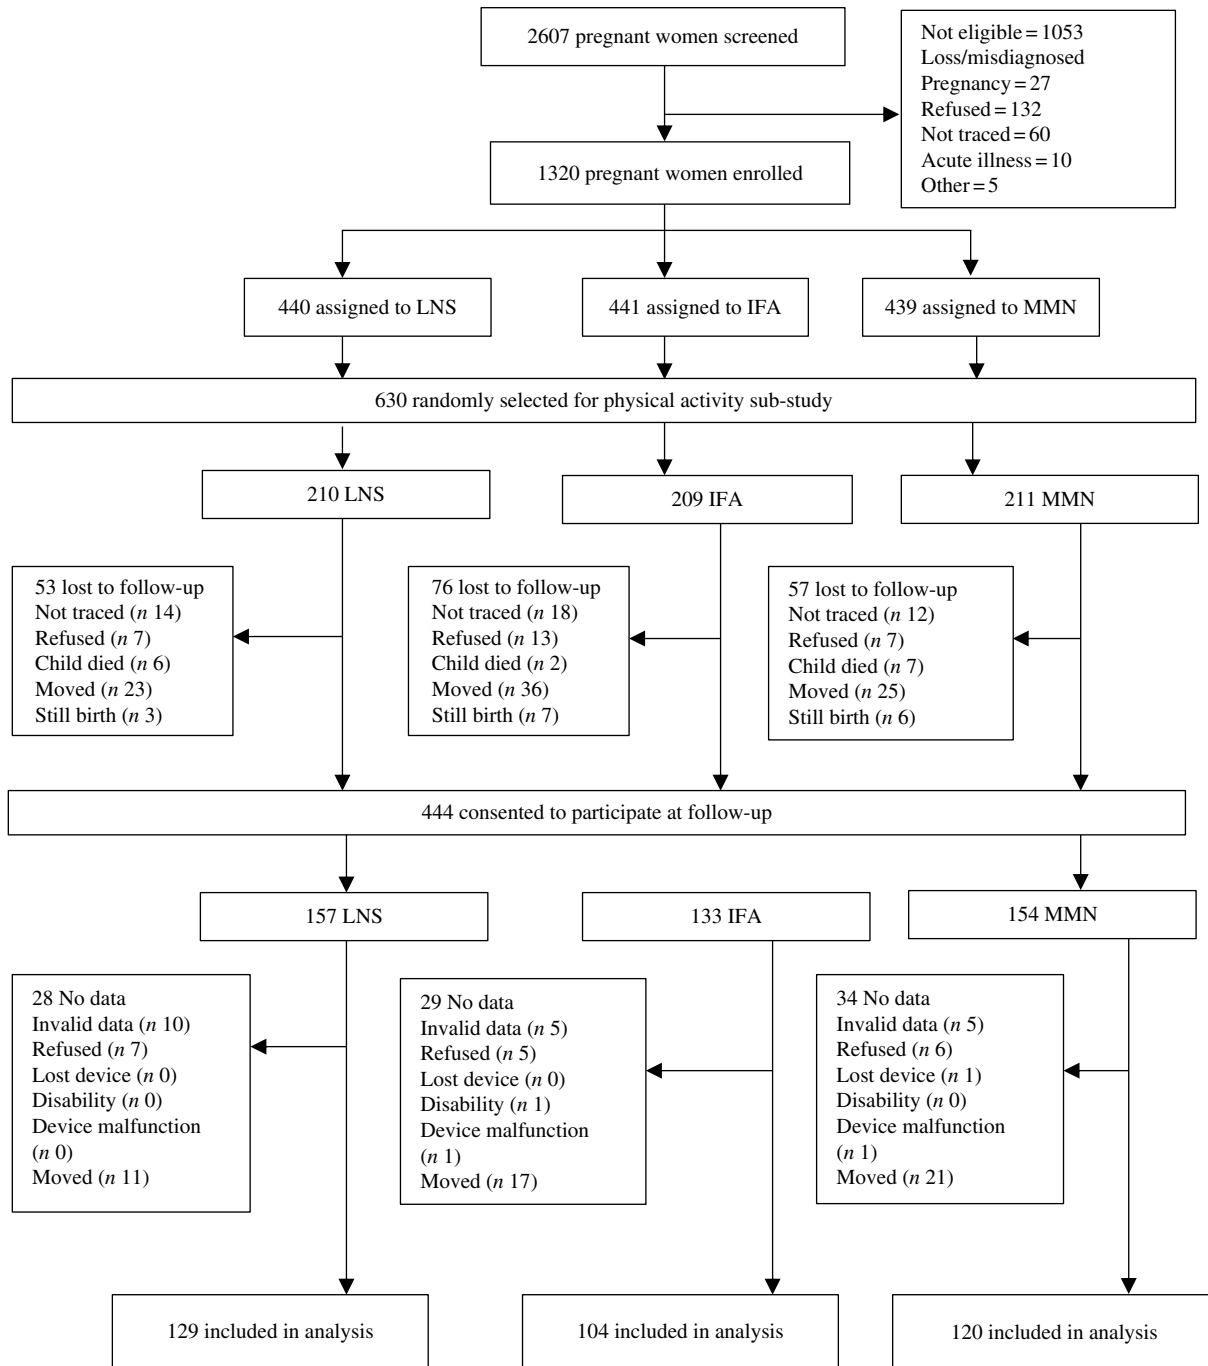 2607 pregnant women screened
Not eligible = 1053
Loss/misdiagnosed
Pregnancy = 27
Refused = 132
Not traced = 60
Acute illness = 10
Other = 5
1320 pregnant women enrolled
440 assigned to LNS
441 assigned to IFA
439 assigned to MMN
630 randomly selected for physical activity sub-study
210 LNS
209 IFA
211 MMN
53 lost to follow-up
Not traced (n 14)
Refused (n 7)
Child died (n 6)
Moved (n 23)
Still birth (n 3)
76 lost to follow-up
Not traced (n 18)
Refused (n 13)
Child died (n 2)
Moved (n 36)
Still birth (n 7)
57 lost to follow-up
Not traced (n 12)
Refused (n 7)
Child died (n 7)
Moved (n 25)
Still birth (n 6)
444 consented to participate at follow-up
157 LNS
133 IFA
154 MMN
28 No data
Invalid data (n 10)
Refused (n 7)
Lost device (n 0)
Disability (n 0)
Device malfunction
(n 0)
Moved (n 11)
29 No data
Invalid data (n 5)
Refused (n 5)
Lost device (n 0)
Disability (n 1)
Device malfunction
(n 1)
Moved (n 17)
34 No data
Invalid data (n 5)
Refused (n 6)
Lost device (n 1)
Disability (n 0)
Device malfunction
(n 1)
Moved (n 21)
129 included in analysis
104 included in analysis
120 included in analysis